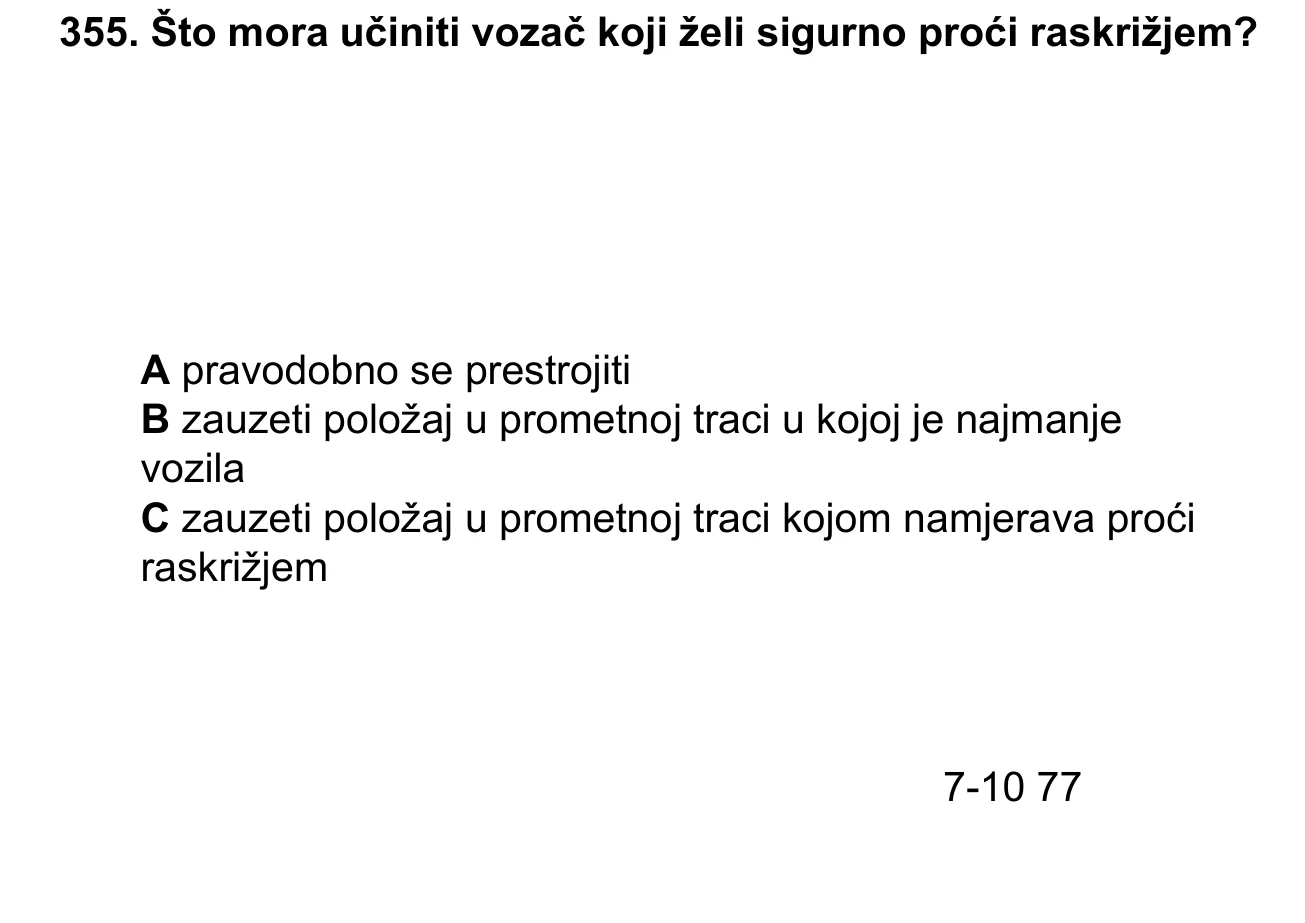 355. Što mora učiniti vozač koji želi sigurno proći raskrižjem?
A pravodobno se prestrojiti
B zauzeti položaj u prometnoj traci u kojoj je najmanje
vozila
C zauzeti položaj u prometnoj traci kojom namjerava proći
raskrižjem
7-10 77